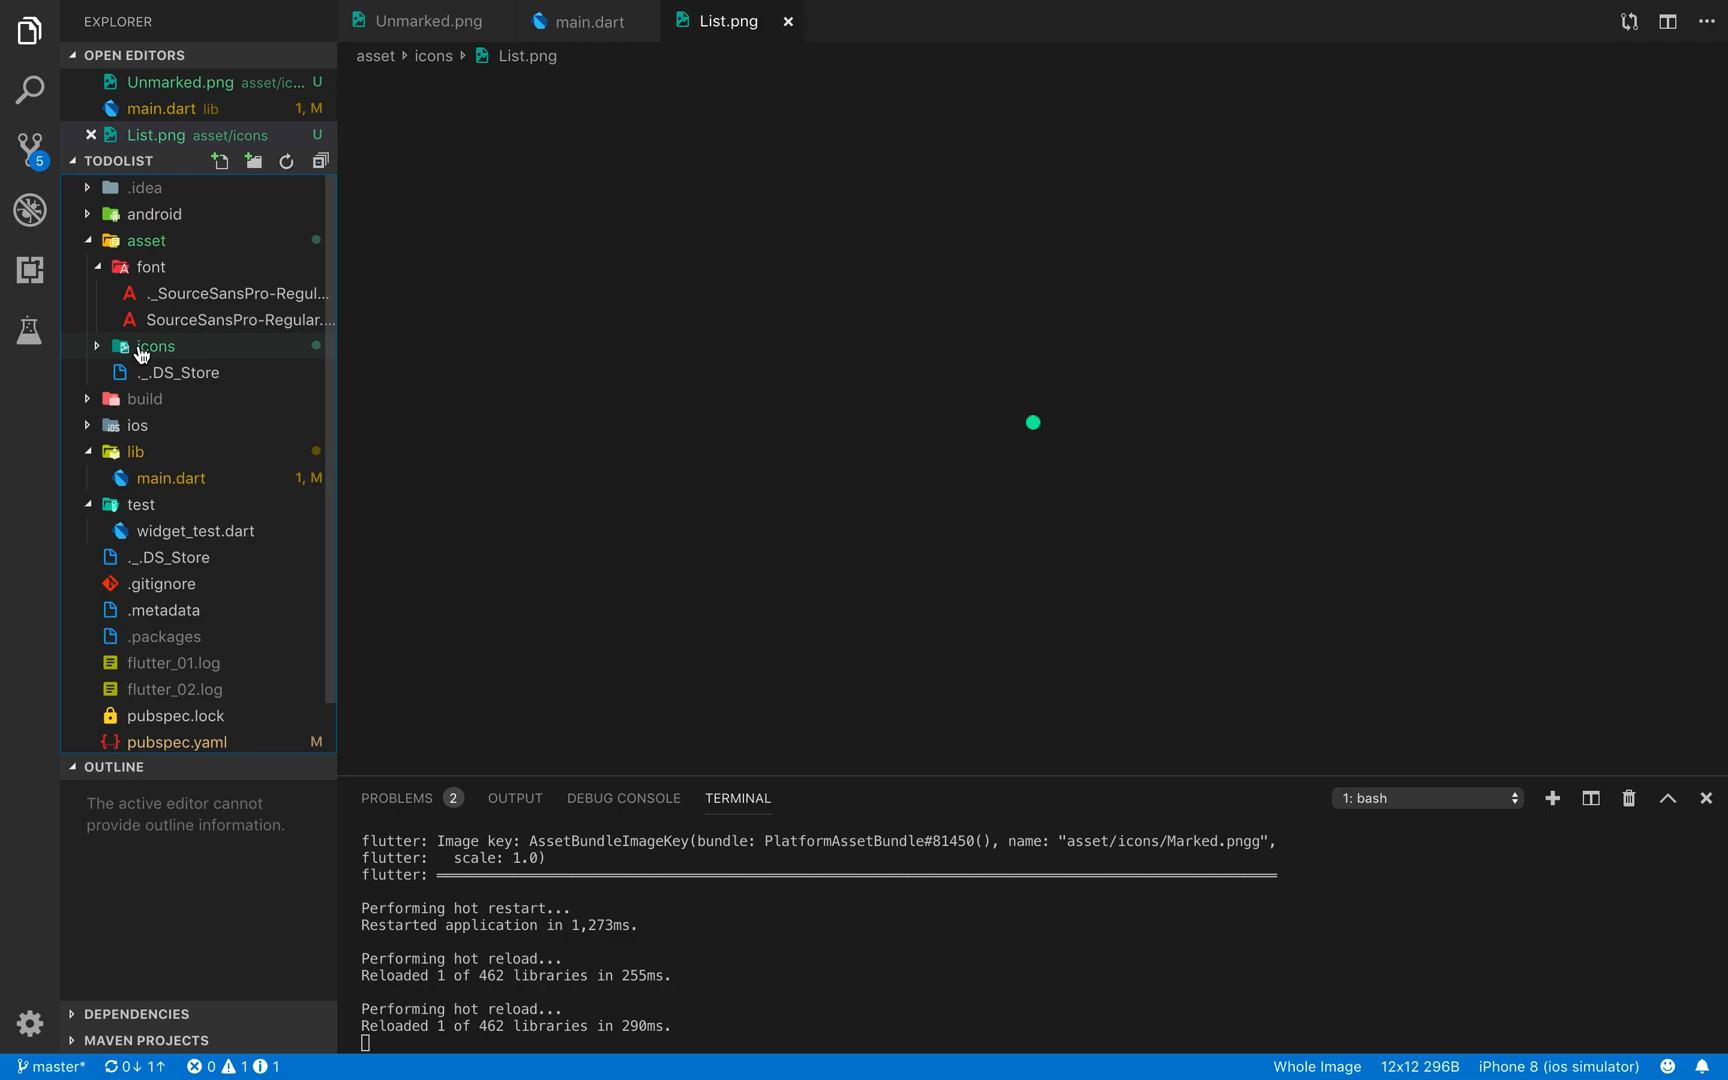 EXPLORER
OPEN EDITORS
Unmarked.png asset/ic... U
main.dart lib 1, M
List.png asset/icons U
5
TODOLIST
.idea
android
asset
font
._SourceSansPro-Regul...
SourceSansPro-Regular....
icons
._.DS_Store
build
ios
lib
main.dart 1, M
test
widget_test.dart
._.DS_Store
.gitignore
.metadata
.packages
flutter_01.log
flutter_02.log
pubspec.lock
pubspec.yaml M
OUTLINE
The active editor cannot
provide outline information.
DEPENDENCIES
MAVEN PROJECTS
Unmarked.png main.dart List.png
asset icons List.png
PROBLEMS 2 OUTPUT DEBUG CONSOLE TERMINAL 1: bash
flutter: Image key: AssetBundleImageKey(bundle: PlatformAssetBundle#81450(), name: "asset/icons/Marked.pngg",
flutter: scale: 1.0)
flutter: ════════════════════════════════════════
Performing hot restart...
Restarted application in 1,273ms.
Performing hot reload...
Reloaded 1 of 462 libraries in 255ms.
Performing hot reload...
Reloaded 1 of 462 libraries in 290ms.
master* 0↓ 1↑ 0 1 1 Whole Image 12x12 296B iPhone 8 (ios simulator)